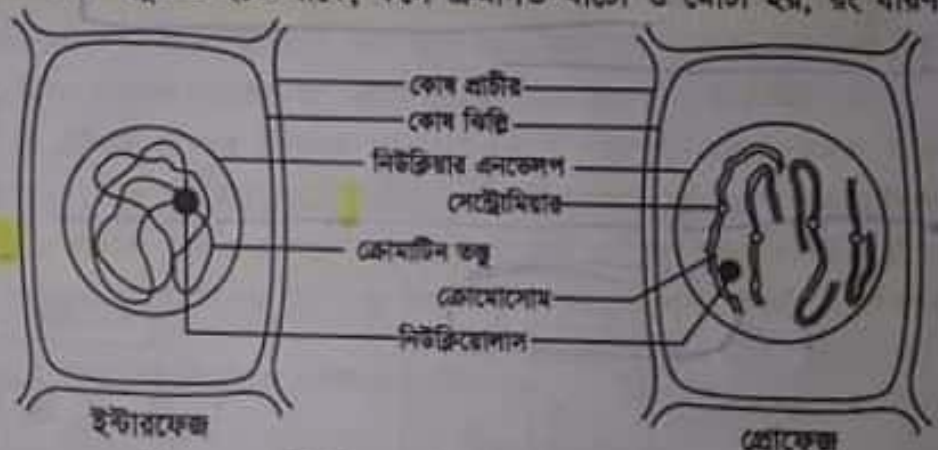 কোষ প্রাচীর
কোষ ঝিল্লি
নিউক্লিয়ার এনভেলপ
সেন্ট্রোমিয়ার
ক্রোমাটিন তন্তু
ক্রোমোসোম
নিউক্লিয়োলাস
ইন্টারফেজ
প্রোফেজ